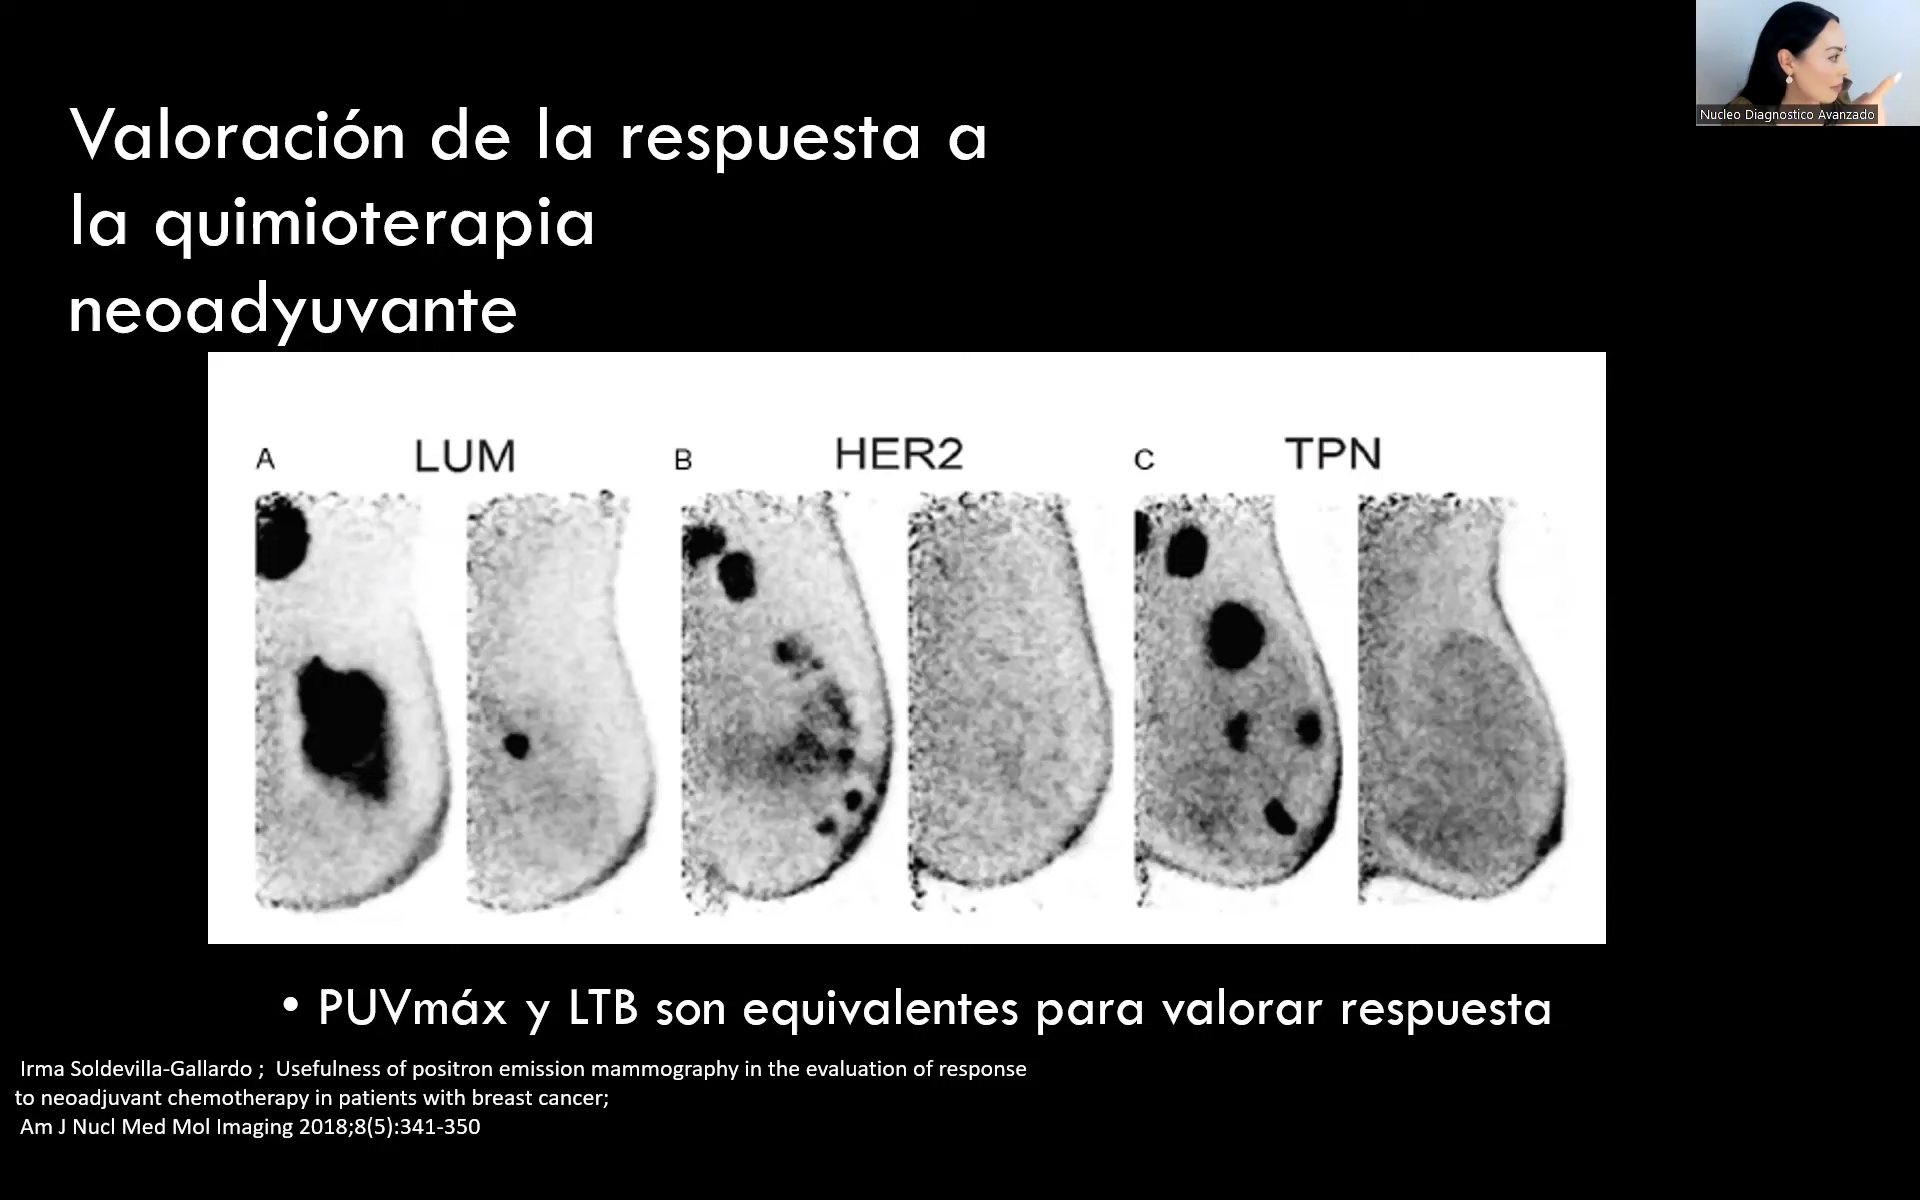 Nucleo Diagnostico Avanzado
Valoración de la respuesta a
la quimioterapia
neoadyuvante
A LUM B HER2 C TPN
• PUVmáx y LTB son equivalentes para valorar respuesta
Irma Soldevilla-Gallardo ; Usefulness of positron emission mammography in the evaluation of response
to neoadjuvant chemotherapy in patients with breast cancer;
Am J Nucl Med Mol Imaging 2018;8(5):341-350